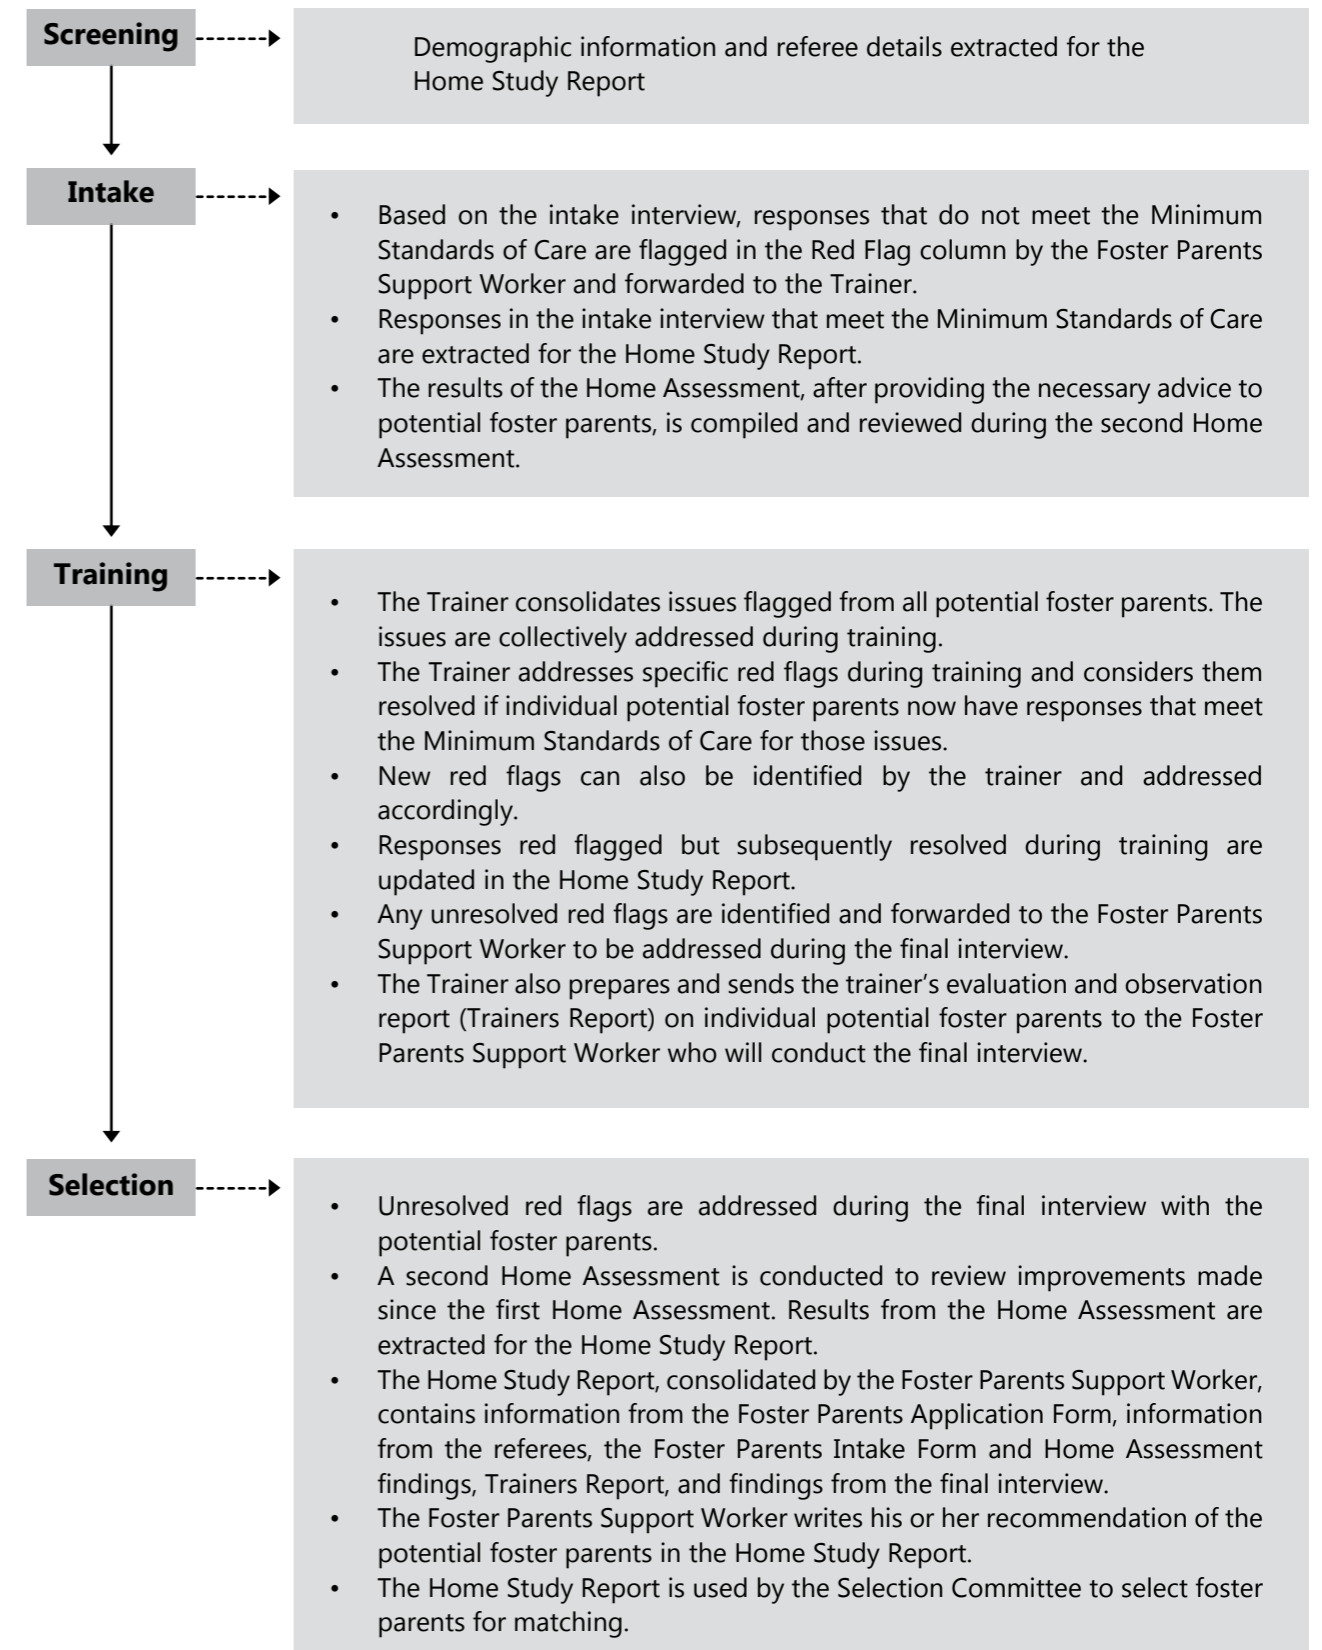 Screening
Demographic information and referee details extracted for the
Home Study Report
Intake
• Based on the intake interview, responses that do not meet the Minimum
Standards of Care are flagged in the Red Flag column by the Foster Parents
Support Worker and forwarded to the Trainer.
• Responses in the intake interview that meet the Minimum Standards of Care
are extracted for the Home Study Report.
• The results of the Home Assessment, after providing the necessary advice to
potential foster parents, is compiled and reviewed during the second Home
Assessment.
Training
• The Trainer consolidates issues flagged from all potential foster parents. The
issues are collectively addressed during training.
• The Trainer addresses specific red flags during training and considers them
resolved if individual potential foster parents now have responses that meet
the Minimum Standards of Care for those issues.
• New red flags can also be identified by the trainer and addressed
accordingly.
• Responses red flagged but subsequently resolved during training are
updated in the Home Study Report.
• Any unresolved red flags are identified and forwarded to the Foster Parents
Support Worker to be addressed during the final interview.
• The Trainer also prepares and sends the trainer’s evaluation and observation
report (Trainers Report) on individual potential foster parents to the Foster
Parents Support Worker who will conduct the final interview.
Selection
• Unresolved red flags are addressed during the final interview with the
potential foster parents.
• A second Home Assessment is conducted to review improvements made
since the first Home Assessment. Results from the Home Assessment are
extracted for the Home Study Report.
• The Home Study Report, consolidated by the Foster Parents Support Worker,
contains information from the Foster Parents Application Form, information
from the referees, the Foster Parents Intake Form and Home Assessment
findings, Trainers Report, and findings from the final interview.
• The Foster Parents Support Worker writes his or her recommendation of the
potential foster parents in the Home Study Report.
• The Home Study Report is used by the Selection Committee to select foster
parents for matching.